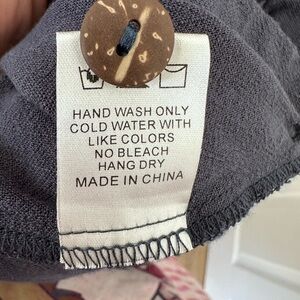 HAND WASH ONLY
COLD WATER WITH
LIKE COLORS
NO BLEACH
HANG DRY
MADE IN CHINA